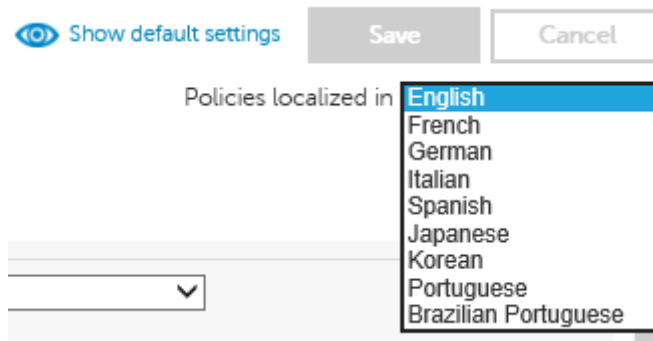 Show default settings Save Cancel
Policies localized in English
French
German
Italian
Spanish
Japanese
Korean
Portuguese
Brazilian Portuguese